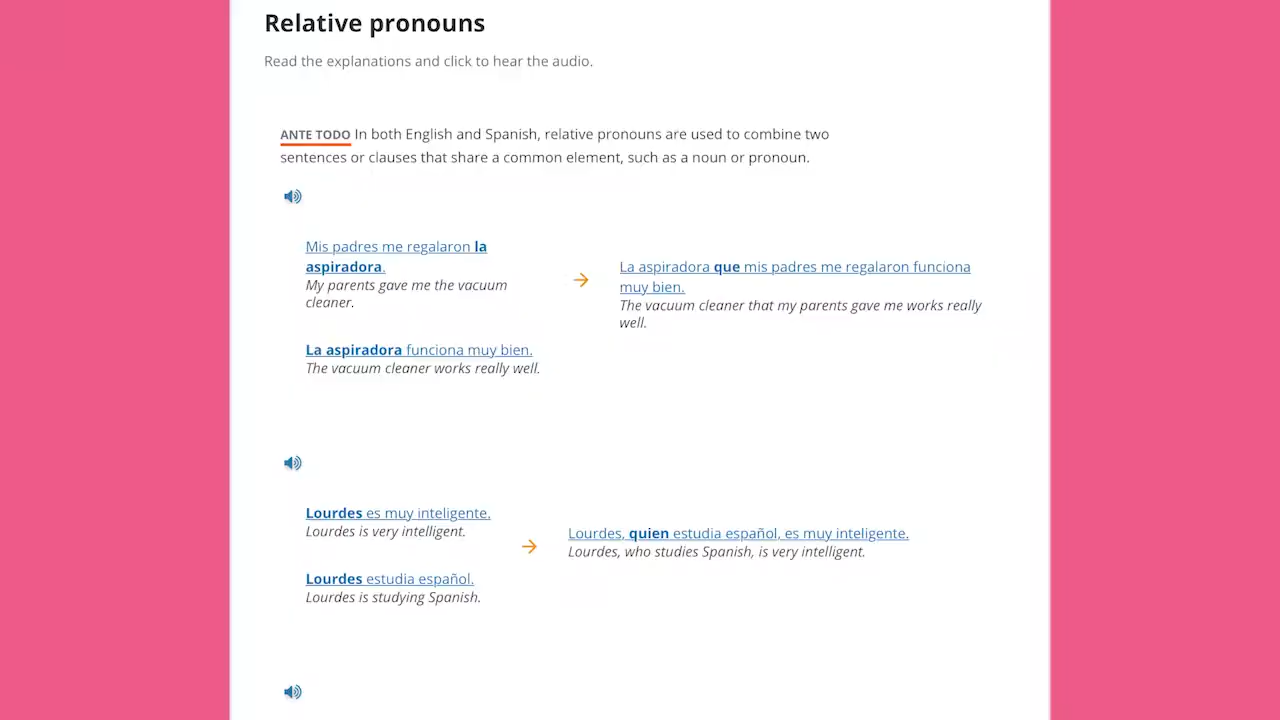 Relative pronouns
Read the explanations and click to hear the audio.
ANTE TODO In both English and Spanish, relative pronouns are used to combine two
sentences or clauses that share a common element, such as a noun or pronoun.
Mis padres me regalaron la
aspiradora.
My parents gave me the vacuum
cleaner.
La aspiradora funciona muy bien.
The vacuum cleaner works really well.
La aspiradora que mis padres me regalaron funciona
muy bien.
The vacuum cleaner that my parents gave me works really
well.
Lourdes es muy inteligente.
Lourdes is very intelligent.
Lourdes estudia español.
Lourdes is studying Spanish.
Lourdes, quien estudia español, es muy inteligente.
Lourdes, who studies Spanish, is very intelligent.